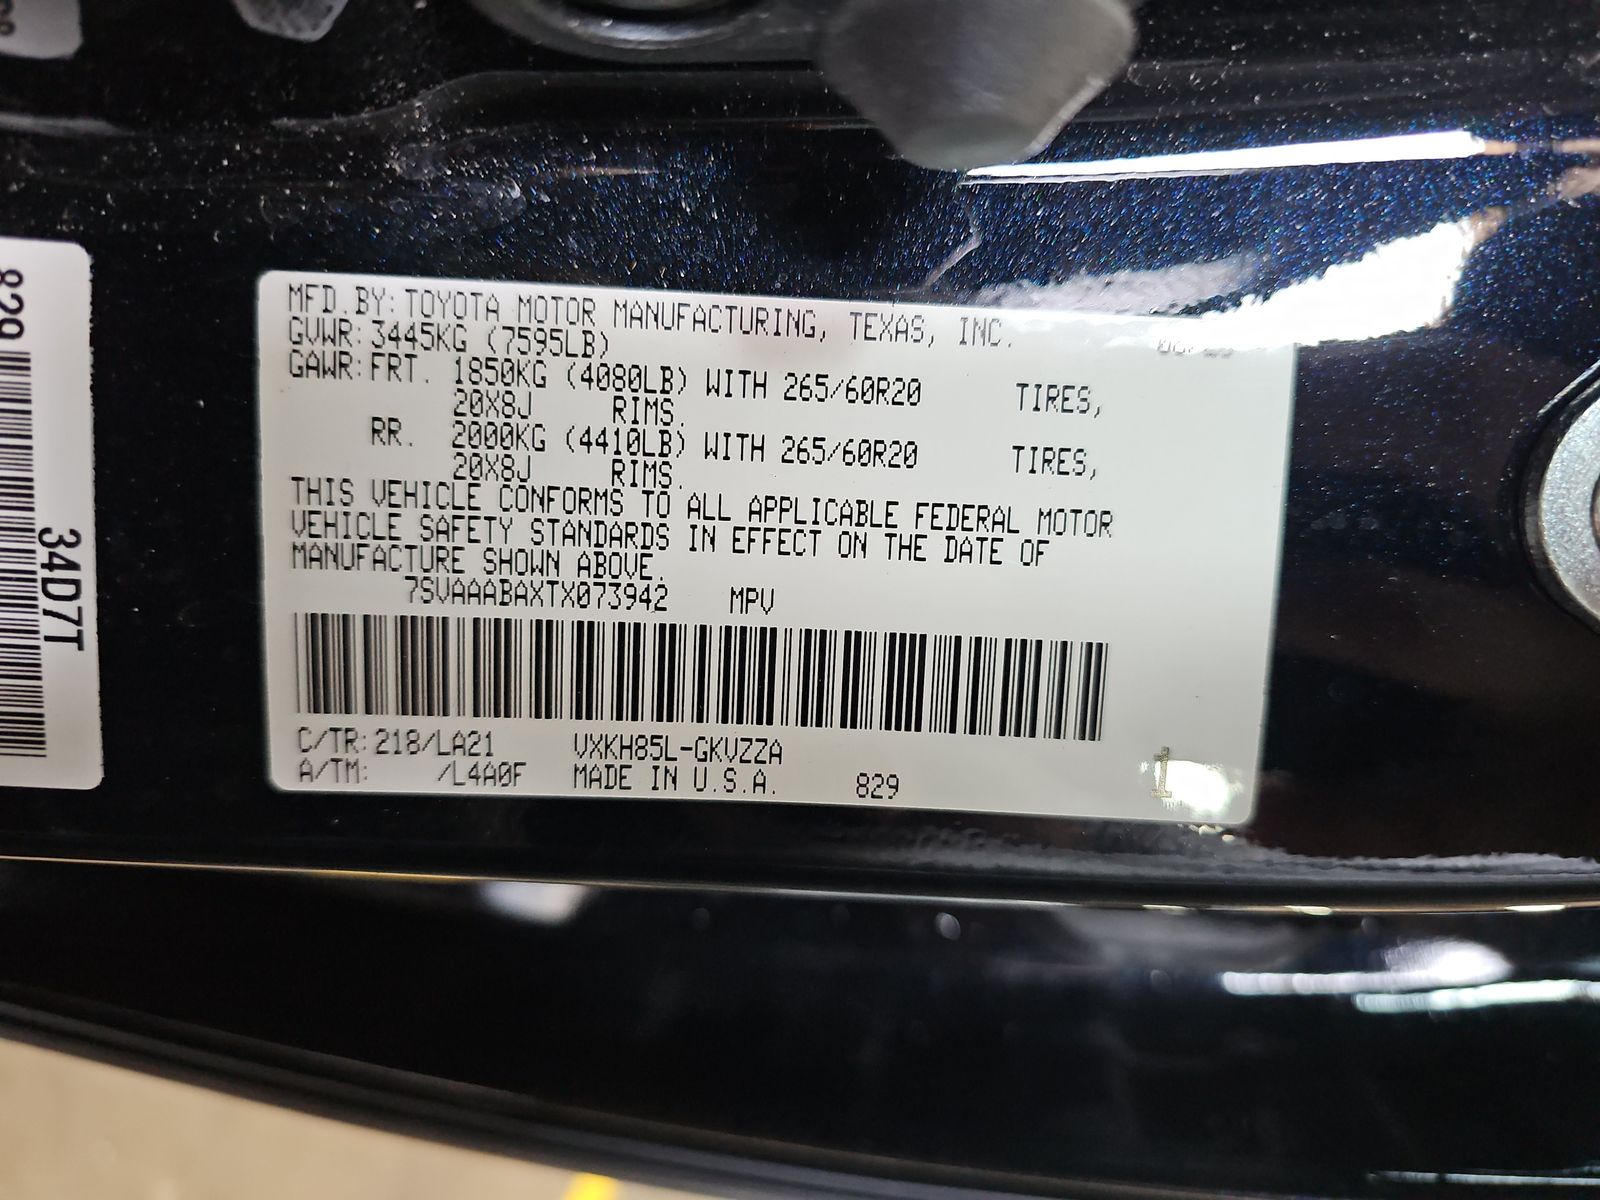 MFD. BY: TOYOTA MOTOR MANUFACTURING, TEXAS, INC.
GVWR: 3445KG (7595LB)
GAWR: FRT. 1850KG (4080LB) WITH 265/60R20 TIRES,
20X8J RIMS.
RR. 2000KG (4410LB) WITH 265/60R20 TIRES,
20X8J RIMS.
THIS VEHICLE CONFORMS TO ALL APPLICABLE FEDERAL MOTOR
VEHICLE SAFETY STANDARDS IN EFFECT ON THE DATE OF
MANUFACTURE SHOWN ABOVE.
7SVAAABAXTX073942 MPV
C/TR: 218/LA21 VXKH85L-GKVZZA
A/TM: /L4A0F MADE IN U.S.A. 829
1
829
34D7T